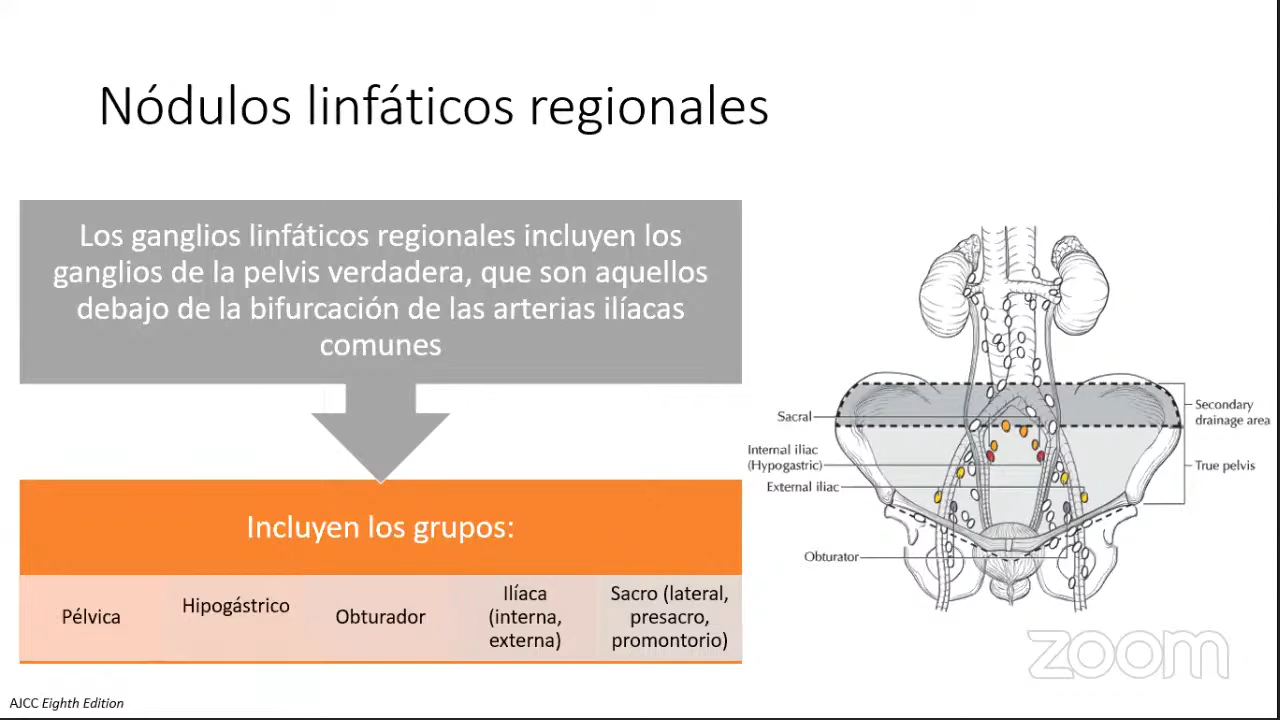 Nódulos linfáticos regionales
Los ganglios linfáticos regionales incluyen los
ganglios de la pelvis verdadera, que son aquellos
debajo de la bifurcación de las arterias ilíacas
comunes
Incluyen los grupos:
Pélvica
Hipogástrico
Obturador
Ilíaca
(interna,
externa)
Sacro (lateral,
presacro,
promontorio)
Sacral
Internal iliac
(Hypogastric)
External iliac
Obturator
Secondary
drainage area
True pelvis
zoom
AJCC Eighth Edition